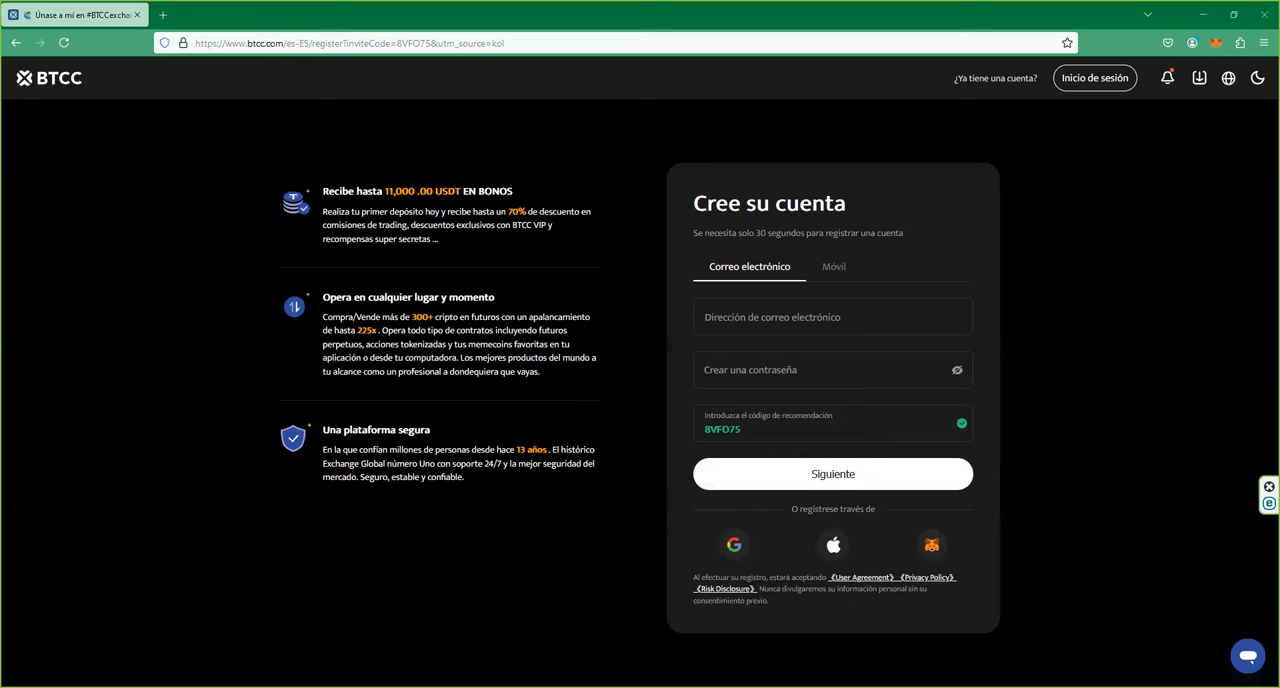 Únase a mí en #BTCCexcha
https://www.btcc.com/es-ES/register?inviteCode=8VFO75&utm_source=kol
BTCC
¿Ya tiene una cuenta?
Inicio de sesión
Recibe hasta 11,000 .00 USDT EN BONOS
Realiza tu primer depósito hoy y recibe hasta un 70% de descuento en
comisiones de trading, descuentos exclusivos con BTCC VIP y
recompensas super secretas ...
Opera en cualquier lugar y momento
Compra/Vende más de 300+ cripto en futuros con un apalancamiento
de hasta 225x . Opera todo tipo de contratos incluyendo futuros
perpetuos, acciones tokenizadas y tus memecoins favoritas en tu
aplicación o desde tu computadora. Los mejores productos del mundo a
tu alcance como un profesional a dondequiera que vayas.
Una plataforma segura
En la que confían millones de personas desde hace 13 años . El histórico
Exchange Global número Uno con soporte 24/7 y la mejor seguridad del
mercado. Seguro, estable y confiable.
Cree su cuenta
Se necesita solo 30 segundos para registrar una cuenta
Correo electrónico
Móvil
Dirección de correo electrónico
Crear una contraseña
Introduzca el código de recomendación
8VFO75
Siguiente
O regístrese través de
Al efectuar su registro, estará aceptando 《User Agreement》 《Privacy Policy》
《Risk Disclosure》 Nunca divulgaremos su información personal sin su
consentimiento previo.